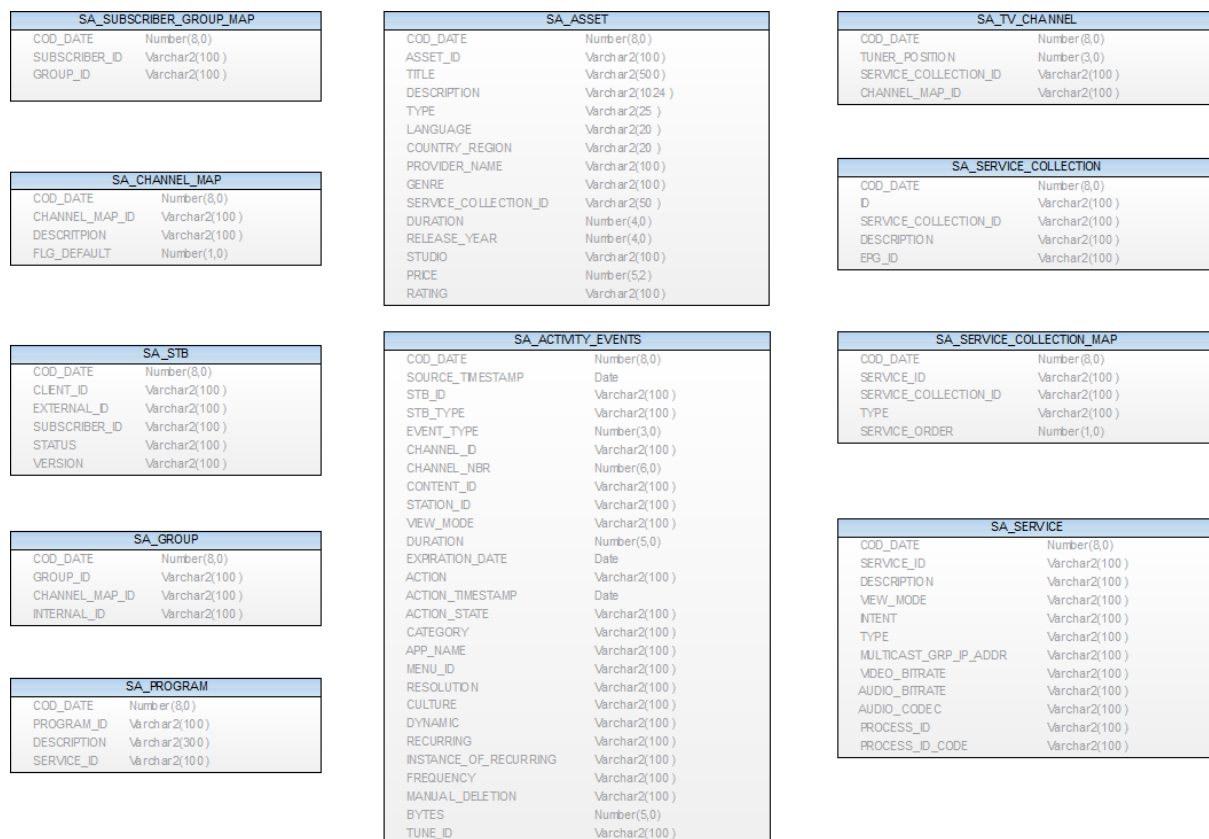 SA_SUBSCRIBER_GROUP_MAP
COD_DATE Number(8,0)
SUBSCRIBER_ID Varchar2(100)
GROUP_ID Varchar2(100)
SA_CHANNEL_MAP
COD_DATE Number(8,0)
CHANNEL_MAP_ID Varchar2(100)
DESCRITPION Varchar2(100)
FLG_DEFAULT Number(1,0)
SA_STB
COD_DATE Number(8,0)
CLIENT_ID Varchar2(100)
EXTERNAL_ID Varchar2(100)
SUBSCRIBER_ID Varchar2(100)
STATUS Varchar2(100)
VERSION Varchar2(100)
SA_GROUP
COD_DATE Number(8,0)
GROUP_ID Varchar2(100)
CHANNEL_MAP_ID Varchar2(100)
INTERNAL_ID Varchar2(100)
SA_PROGRAM
COD_DATE Number(8,0)
PROGRAM_ID Varchar2(100)
DESCRIPTION Varchar2(300)
SERVICE_ID Varchar2(100)
SA_ASSET
COD_DATE Number(8,0)
ASSET_ID Varchar2(100)
TITLE Varchar2(500)
DESCRIPTION Varchar2(1024)
TYPE Varchar2(25)
LANGUAGE Varchar2(20)
COUNTRY_REGION Varchar2(20)
PROVIDER_NAME Varchar2(100)
GENRE Varchar2(100)
SERVICE_COLLECTION_ID Varchar2(50)
DURATION Number(4,0)
RELEASE_YEAR Number(4,0)
STUDIO Varchar2(100)
PRICE Number(5,2)
RATING Varchar2(100)
SA_ACTIVITY_EVENTS
COD_DATE Number(8,0)
SOURCE_TIMESTAMP Date
STB_ID Varchar2(100)
STB_TYPE Varchar2(100)
EVENT_TYPE Number(3,0)
CHANNEL_ID Varchar2(100)
CHANNEL_NBR Number(6,0)
CONTENT_ID Varchar2(100)
STATION_ID Varchar2(100)
VIEW_MODE Varchar2(100)
DURATION Number(5,0)
EXPIRATION_DATE Date
ACTION Varchar2(100)
ACTION_TIMESTAMP Date
ACTION_STATE Varchar2(100)
CATEGORY Varchar2(100)
APP_NAME Varchar2(100)
MENU_ID Varchar2(100)
RESOLUTION Varchar2(100)
CULTURE Varchar2(100)
DYNAMIC Varchar2(100)
RECURRING Varchar2(100)
INSTANCE_OF_RECURRING Varchar2(100)
FREQUENCY Varchar2(100)
MANUAL_DELETION Varchar2(100)
BYTES Number(5,0)
TUNE_ID Varchar2(100)
SA_TV_CHANNEL
COD_DATE Number(8,0)
TUNER_POSITION Number(3,0)
SERVICE_COLLECTION_ID Varchar2(100)
CHANNEL_MAP_ID Varchar2(100)
SA_SERVICE_COLLECTION
COD_DATE Number(8,0)
ID Varchar2(100)
SERVICE_COLLECTION_ID Varchar2(100)
DESCRIPTION Varchar2(100)
EPG_ID Varchar2(100)
SA_SERVICE_COLLECTION_MAP
COD_DATE Number(8,0)
SERVICE_ID Varchar2(100)
SERVICE_COLLECTION_ID Varchar2(100)
TYPE Varchar2(100)
SERVICE_ORDER Number(1,0)
SA_SERVICE
COD_DATE Number(8,0)
SERVICE_ID Varchar2(100)
DESCRIPTION Varchar2(100)
VIEW_MODE Varchar2(100)
INTENT Varchar2(100)
TYPE Varchar2(100)
MULTICAST_GRP_IP_ADDR Varchar2(100)
VIDEO_BITRATE Varchar2(100)
AUDIO_BITRATE Varchar2(100)
AUDIO_CODEC Varchar2(100)
PROCESS_ID Varchar2(100)
PROCESS_ID_CODE Varchar2(100)